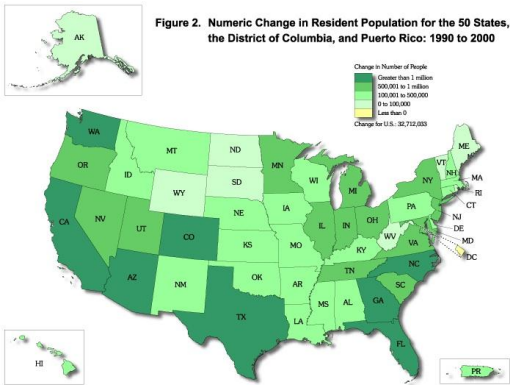 Figure 2. Numeric Change in Resident Population for the 50 States,
the District of Columbia, and Puerto Rico: 1990 to 2000
Change in Number of People
Greater than 1 million
500,001 to 1 million
100,001 to 500,000
0 to 100,000
Less than 0
Change for U.S.: 32,712,033
AK
WA
MT
ND
MN
ME
VT
NH
OR
ID
SD
WI
MI
NY
MA
RI
CT
WY
NE
IA
PA
NJ
DE
MD
DC
NV
UT
CO
IL
IN
OH
WV
VA
CA
KS
MO
KY
NC
AZ
NM
OK
AR
TN
SC
TX
LA
MS
AL
GA
FL
HI
PR